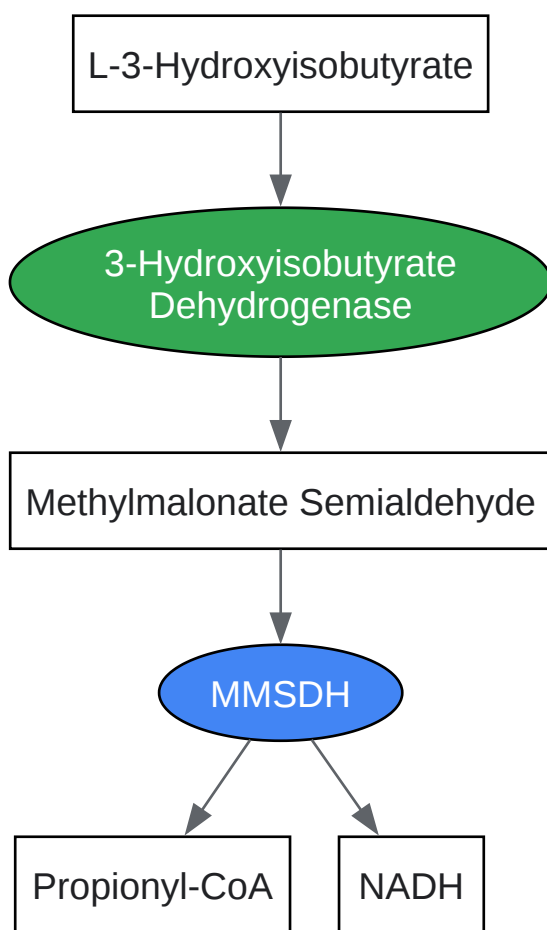 L-3-Hydroxyisobutyrate
3-Hydroxyisobutyrate
Dehydrogenase
Methylmalonate Semialdehyde
MMSDH
Propionyl-CoA
NADH